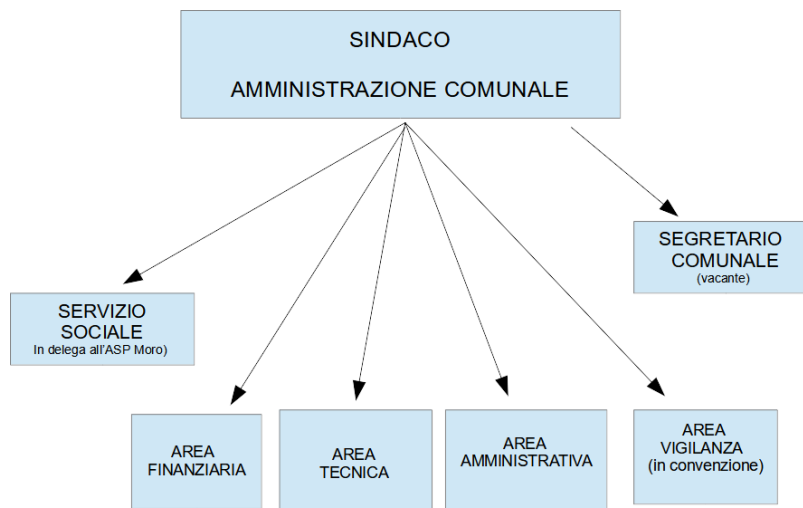 SINDACO
AMMINISTRAZIONE COMUNALE
SEGRETARIO
COMUNALE
(vacante)
SERVIZIO
SOCIALE
In delega all'ASP Moro)
AREA
FINANZIARIA
AREA
TECNICA
AREA
AMMINISTRATIVA
AREA
VIGILANZA
(in convenzione)